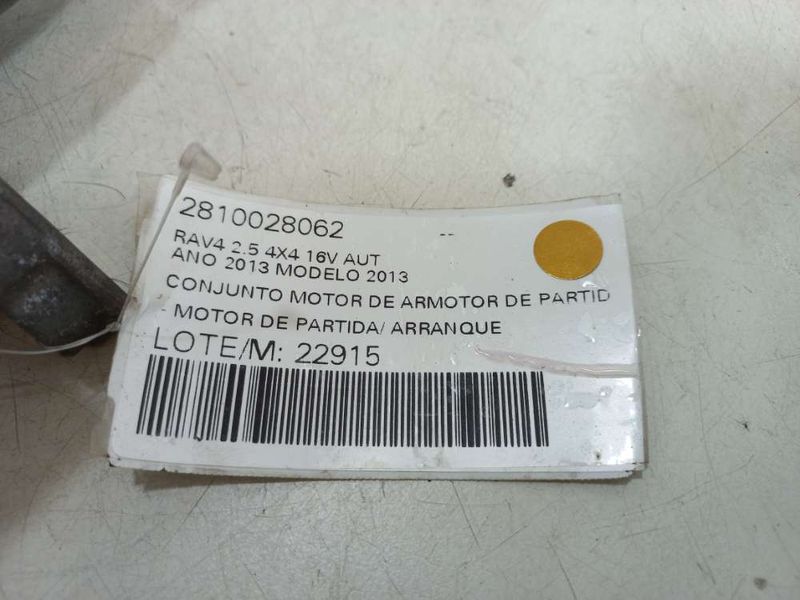 2810028062 --
RAV4 2.5 4X4 16V AUT
ANO 2013 MODELO 2013
CONJUNTO MOTOR DE ARMOTOR DE PARTID
- MOTOR DE PARTIDA/ ARRANQUE
LOTE/M: 22915